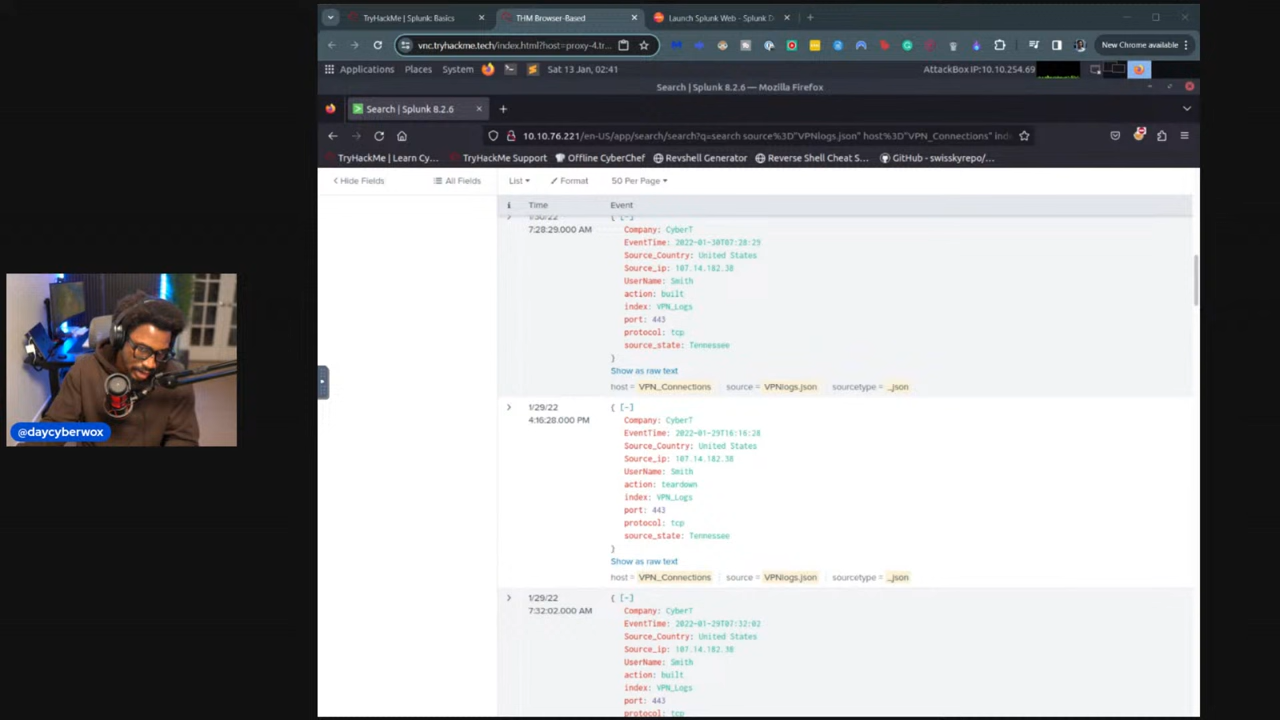 TryHackMe | Splunk: Basics
THM Browser-Based
Launch Splunk Web - Splunk D
vnc.tryhackme.tech/index.html?host=proxy-4.tr...
New Chrome available
Applications Places System Sat 13 Jan, 02:41 AttackBox IP:10.10.254.69
Search | Splunk 8.2.6 — Mozilla Firefox
Search | Splunk 8.2.6
10.10.76.221/en-US/app/search/search?q=search source%3D"VPNlogs.json" host%3D"VPN_Connections" ind
TryHackMe | Learn Cy... TryHackMe Support Offline CyberChef Revshell Generator Reverse Shell Cheat S... GitHub - swisskyrepo/...
Hide Fields All Fields List Format 50 Per Page
i Time Event
1/30/22 { [-]
7:28:29.000 AM Company: CyberT
EventTime: 2022-01-30T07:28:29
Source_Country: United States
Source_ip: 107.14.182.38
UserName: Smith
action: built
index: VPN_Logs
port: 443
protocol: tcp
source_state: Tennessee
}
Show as raw text
host = VPN_Connections source = VPNlogs.json sourcetype = _json
1/29/22 { [-]
4:16:28.000 PM Company: CyberT
EventTime: 2022-01-29T16:16:28
Source_Country: United States
Source_ip: 107.14.182.38
UserName: Smith
action: teardown
index: VPN_Logs
port: 443
protocol: tcp
source_state: Tennessee
}
Show as raw text
host = VPN_Connections source = VPNlogs.json sourcetype = _json
1/29/22 { [-]
7:32:02.000 AM Company: CyberT
EventTime: 2022-01-29T07:32:02
Source_Country: United States
Source_ip: 107.14.182.38
UserName: Smith
action: built
index: VPN_Logs
port: 443
protocol: tcp
@daycyberwox